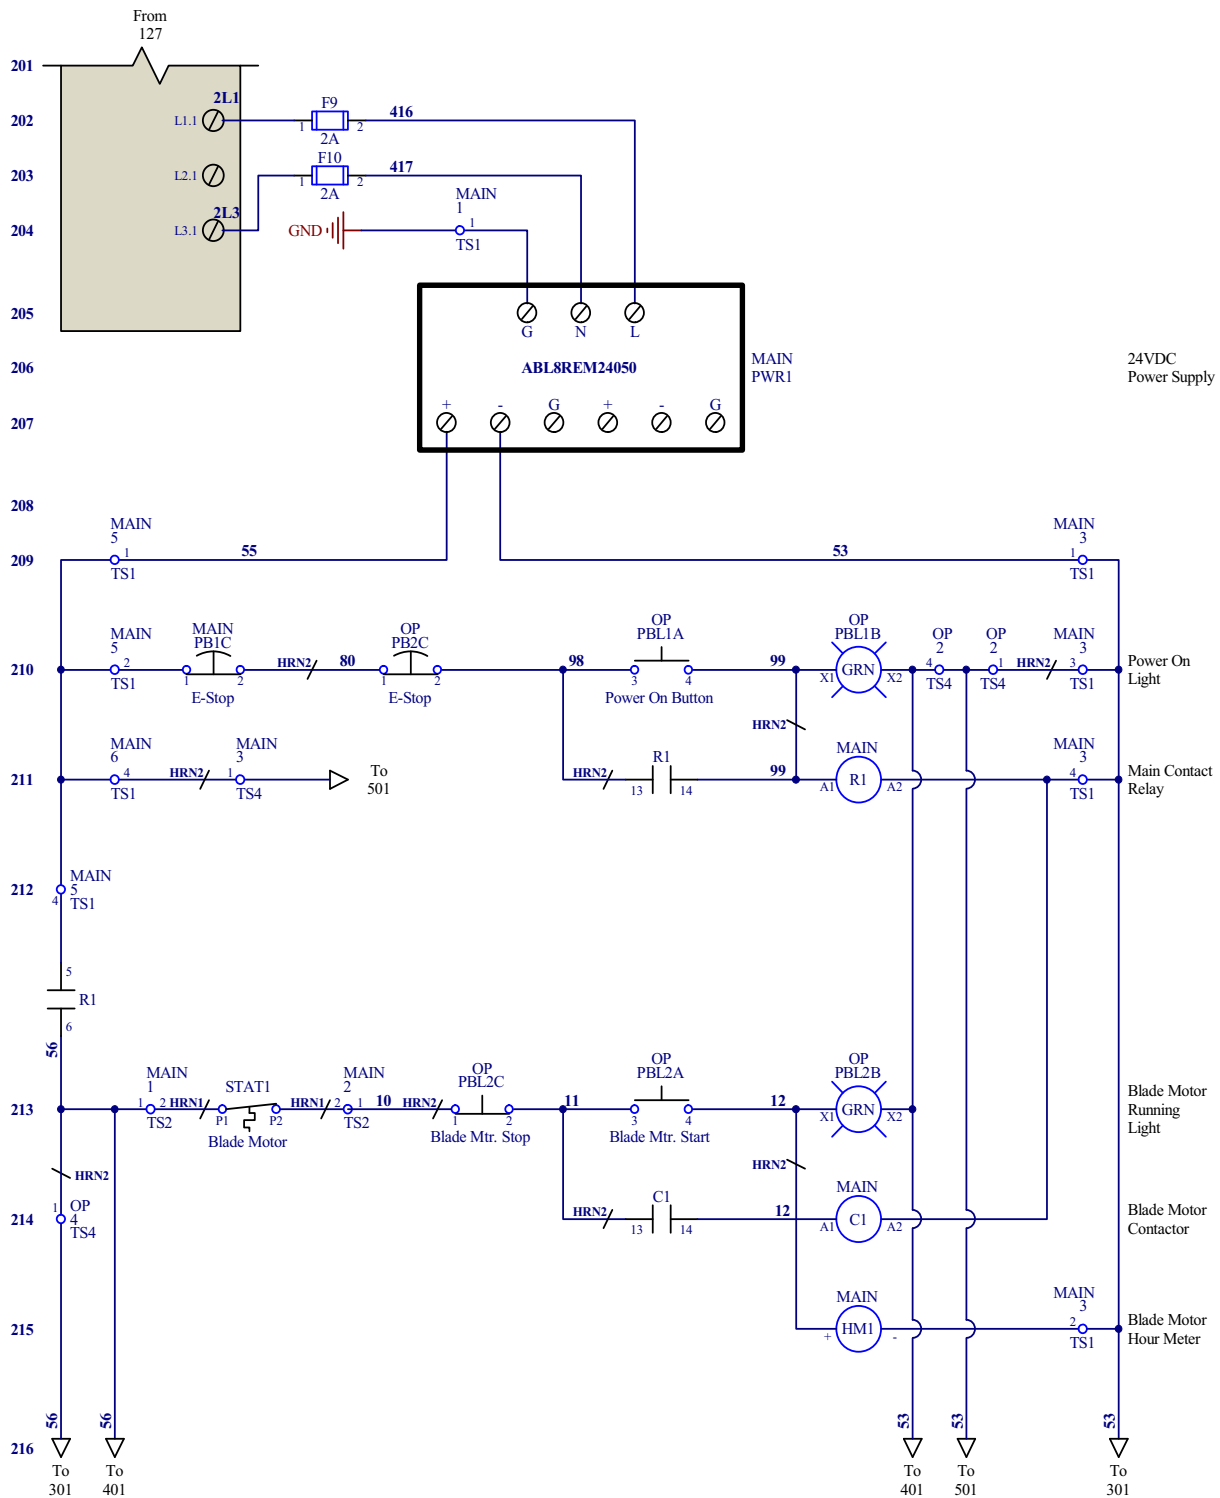 From
127
201
2L1
F9
416
202
L1.1
1
2
2A
F10
203
L2.1
417
1
2
2A
MAIN
1
2L3
204
L3.1
GND
1
TS1
205
G
N
L
206
ABL8REM24050
MAIN
PWR1
24VDC
Power Supply
207
+
-
G
+
-
G
208
MAIN
5
1
TS1
209
55
53
MAIN
3
1
TS1
210
MAIN
5
2
TS1
MAIN
PB1C
1
2
E-Stop
HRN2
80
OP
PB2C
1
2
E-Stop
98
OP
PBL1A
3
4
Power On Button
99
OP
PBL1B
GRN
X1
X2
OP
2
4
TS4
OP
2
1
TS4
HRN2
MAIN
3
3
TS1
Power On
Light
HRN2
211
MAIN
6
4
TS1
HRN2
MAIN
3
1
TS4
To
501
HRN2
R1
13
14
99
MAIN
R1
A1
A2
MAIN
3
4
TS1
Main Contact
Relay
212
MAIN
5
4
TS1
5
R1
6
56
213
MAIN
1
1
2
TS2
HRN1
STAT1
P1
P2
Blade Motor
HRN1
MAIN
2
2
1
TS2
10
HRN2
OP
PBL2C
1
2
Blade Mtr. Stop
11
OP
PBL2A
3
4
Blade Mtr. Start
12
OP
PBL2B
GRN
X1
X2
Blade Motor
Running
Light
HRN2
HRN2
214
1
OP
4
TS4
HRN2
C1
13
14
12
MAIN
C1
A1
A2
Blade Motor
Contactor
215
MAIN
HM1
+
-
MAIN
3
2
TS1
Blade Motor
Hour Meter
56
56
53
53
53
216
To
301
To
401
To
401
To
501
To
301